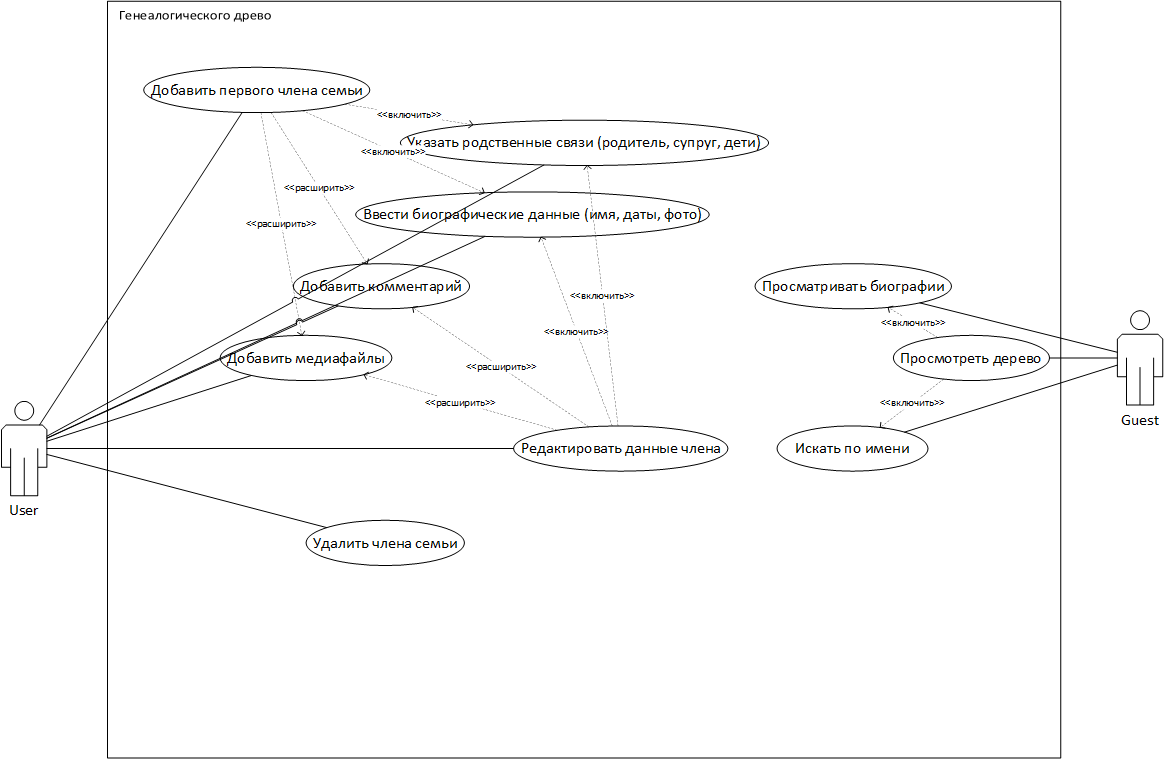 Генеалогического древо
Добавить первого члена семьи
<<включить>>
Указать родственные связи (родитель, супруг, дети)
<<включить>>
<<расширить>>
Ввести биографические данные (имя, даты, фото)
<<расширить>>
Добавить комментарий
Просматривать биографии
<<включить>>
<<включить>>
<<включить>>
Добавить медиафайлы
Просмотреть дерево
<<расширить>>
<<расширить>>
<<включить>>
Guest
Редактировать данные члена
Искать по имени
User
Удалить члена семьи